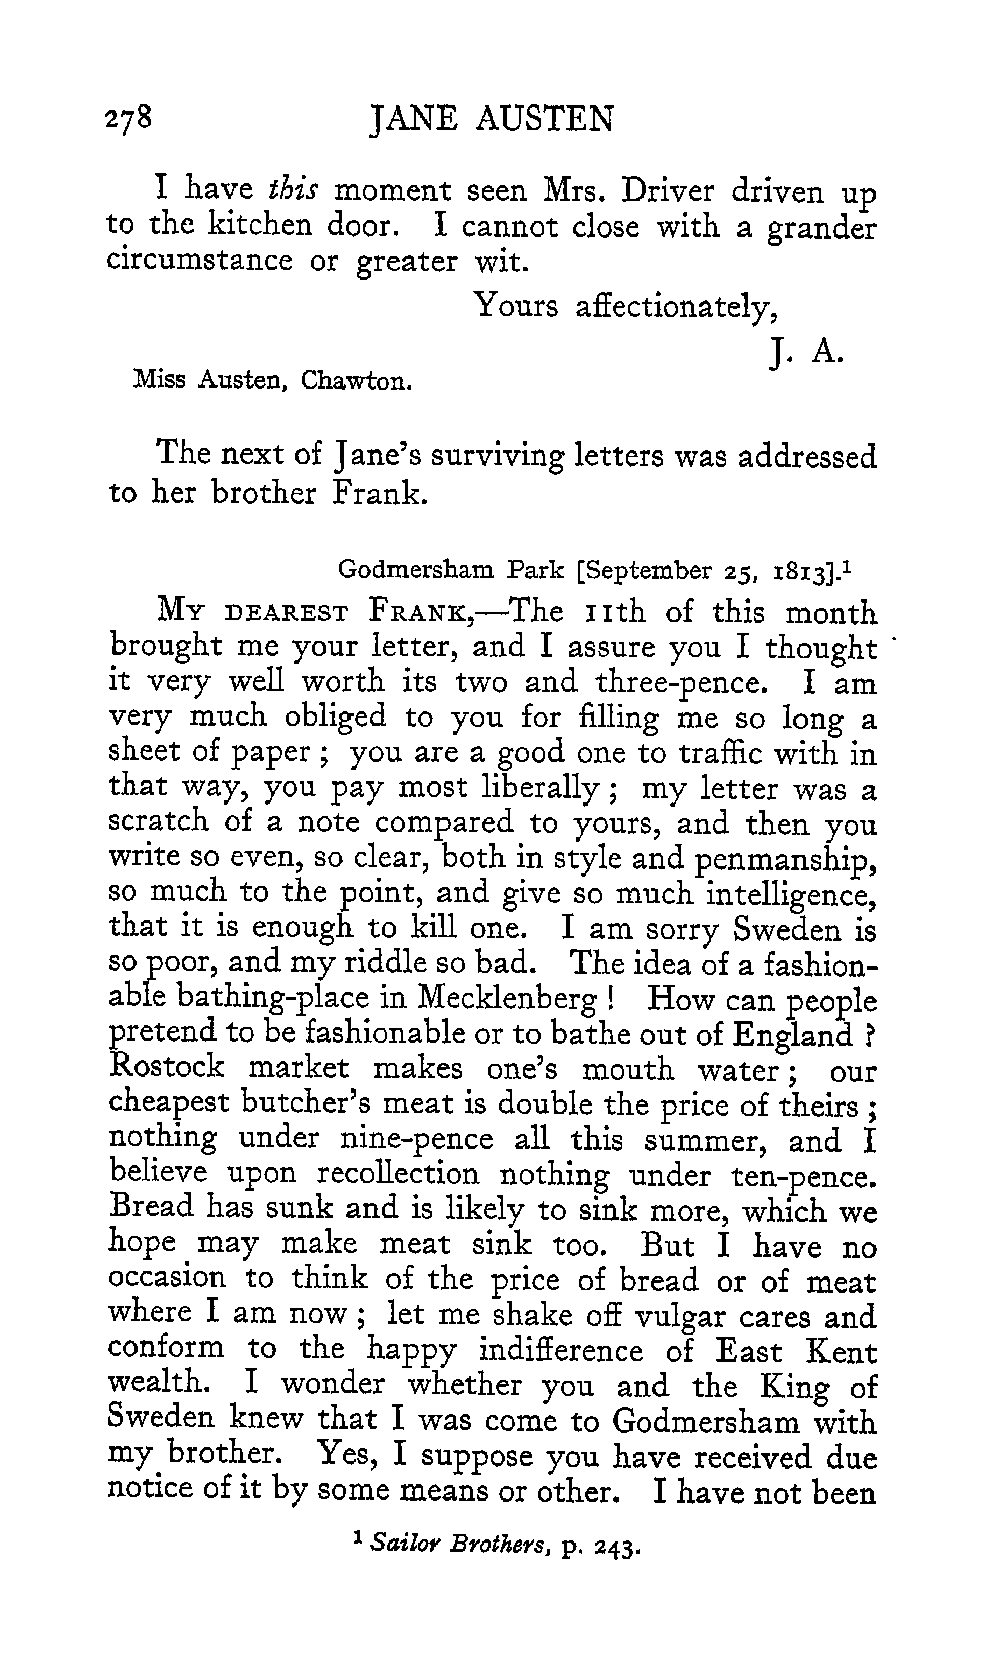 278 JANE AUSTEN
I have this moment seen Mrs. Driver driven up
to the kitchen door. I cannot close with a grander
circumstance or greater wit.
Yours affectionately,
J. A.
Miss Austen, Chawton.
The next of Jane's surviving letters was addressed
to her brother Frank.
Godmersham Park [September 25, 1813].¹
MY DEAREST FRANK,—The 11th of this month
brought me your letter, and I assure you I thought
it very well worth its two and three-pence. I am
very much obliged to you for filling me so long a
sheet of paper ; you are a good one to traffic with in
that way, you pay most liberally ; my letter was a
scratch of a note compared to yours, and then you
write so even, so clear, both in style and penmanship,
so much to the point, and give so much intelligence,
that it is enough to kill one. I am sorry Sweden is
so poor, and my riddle so bad. The idea of a fashion-
able bathing-place in Mecklenberg ! How can people
pretend to be fashionable or to bathe out of England ?
Rostock market makes one's mouth water ; our
cheapest butcher's meat is double the price of theirs ;
nothing under nine-pence all this summer, and I
believe upon recollection nothing under ten-pence.
Bread has sunk and is likely to sink more, which we
hope may make meat sink too. But I have no
occasion to think of the price of bread or of meat
where I am now ; let me shake off vulgar cares and
conform to the happy indifference of East Kent
wealth. I wonder whether you and the King of
Sweden knew that I was come to Godmersham with
my brother. Yes, I suppose you have received due
notice of it by some means or other. I have not been
¹ Sailor Brothers, p. 243.